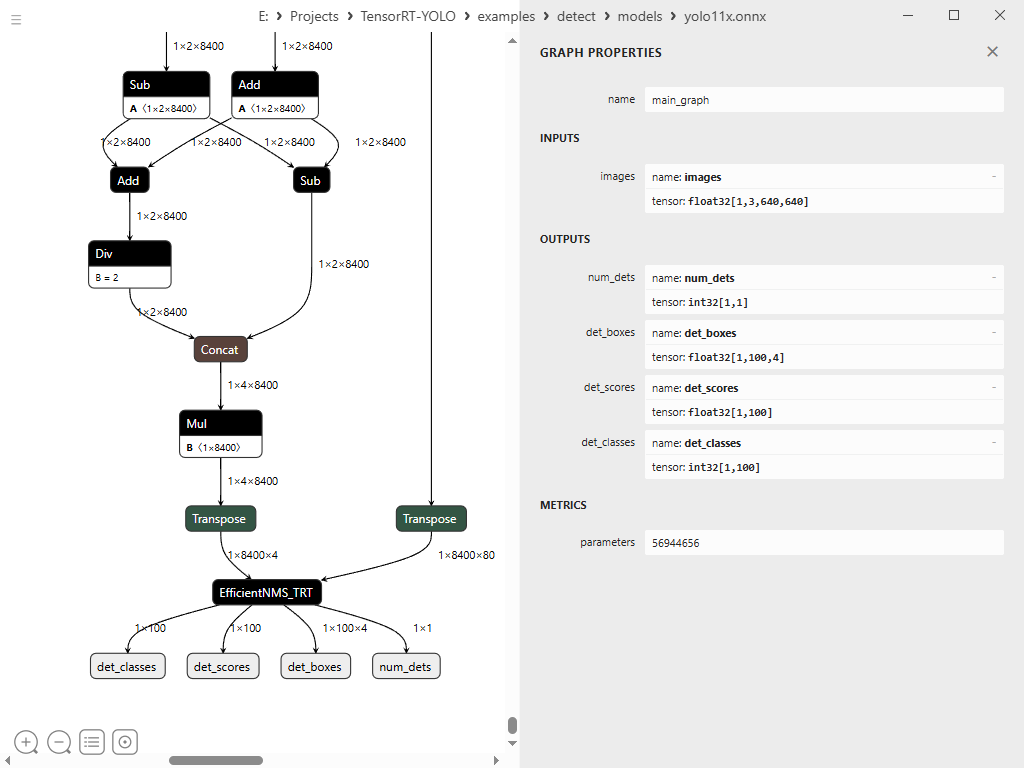 E: > Projects > TensorRT-YOLO > examples > detect > models > yolo11x.onnx
1×2×8400 1×2×8400
Sub Add
A 〈1×2×8400〉 A 〈1×2×8400〉
1×2×8400 1×2×8400 1×2×8400 1×2×8400
Add Sub
1×2×8400
Div
B = 2
1×2×8400
1×2×8400
Concat
1×4×8400
Mul
B 〈1×8400〉
1×4×8400
Transpose Transpose
1×8400×4 1×8400×80
EfficientNMS_TRT
1×100 1×100 1×100×4 1×1
det_classes det_scores det_boxes num_dets
GRAPH PROPERTIES
name main_graph
INPUTS
images name: images -
tensor: float32[1,3,640,640]
OUTPUTS
num_dets name: num_dets -
tensor: int32[1,1]
det_boxes name: det_boxes -
tensor: float32[1,100,4]
det_scores name: det_scores -
tensor: float32[1,100]
det_classes name: det_classes -
tensor: int32[1,100]
METRICS
parameters 56944656